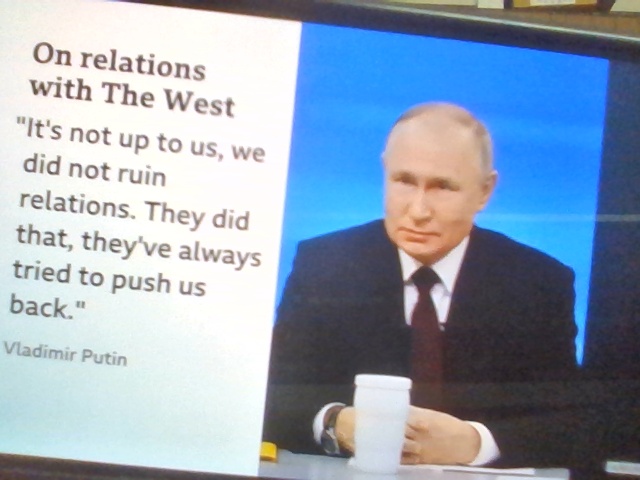 On relations
with The West
"It's not up to us, we
did not ruin
relations. They did
that, they've always
tried to push us
back."
Vladimir Putin